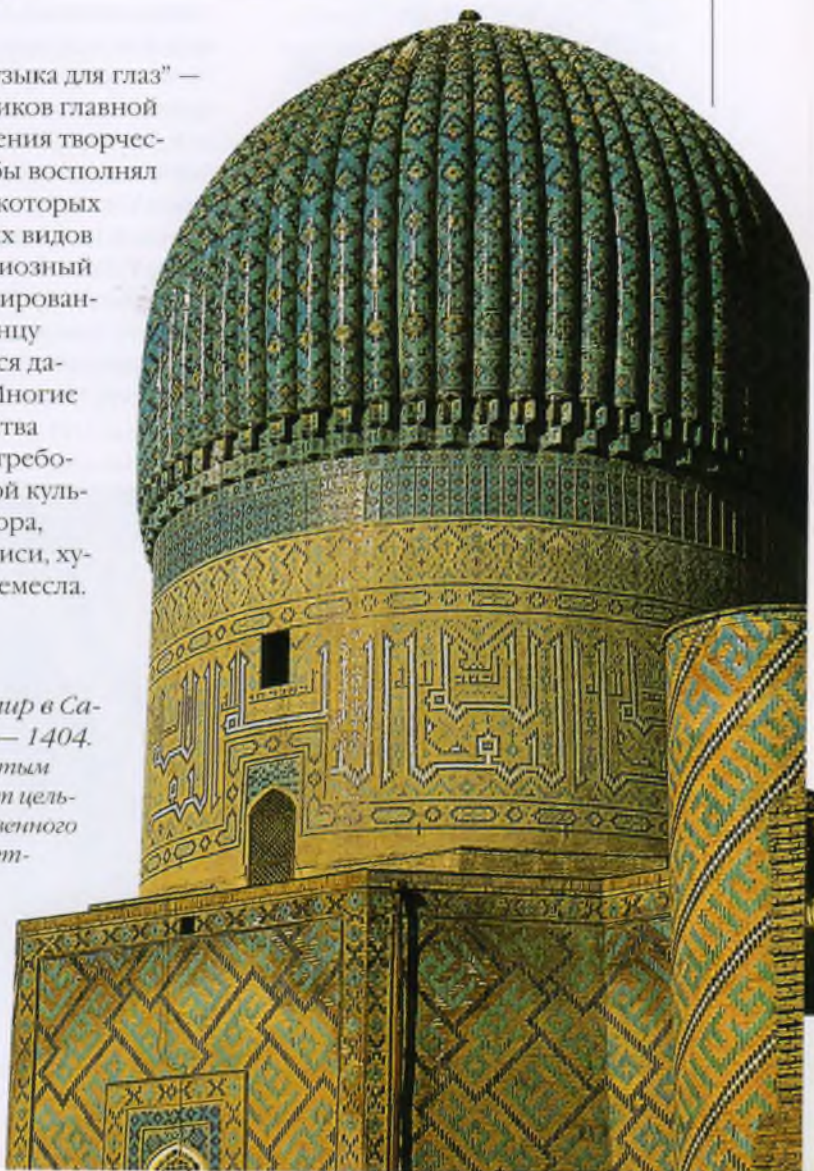 зыка для глаз” —
иков главной
ения творчес-
бы восполнял
которых
х видов
иозный
ирован-
нцу
ся да-
Многие
тва
требо-
ой куль-
ора,
иси, ху-
емесла.
мир в Са-
— 1404.
тым
т цель-
венного
ет-